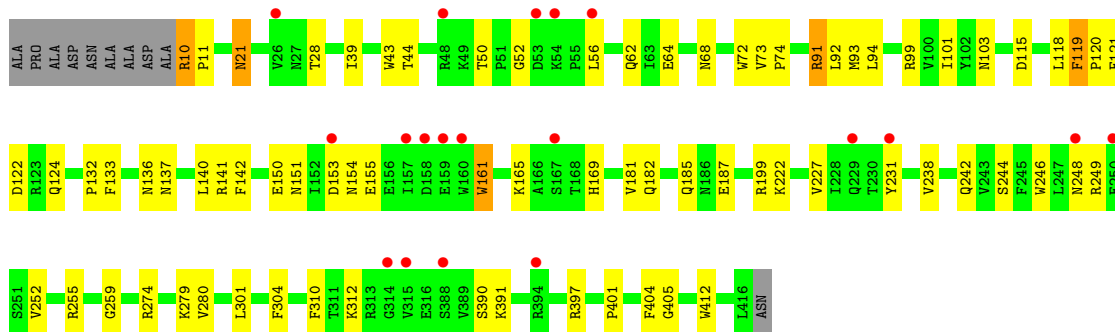 ALA PRO ALA ASP ASN ALA ALA ASP ALA R10 P11 N21 V26 N27 T28 I39 W43 T44 R48 K49 T50 P51 G52 D53 K54 P55 L56 Q62 I63 E64 N68 W72 V73 P74 R91 L92 M93 L94 R99 V100 I101 Y102 N103 D115 L118 F119 P120
D122 R123 Q124 P132 F133 N136 N137 L140 R141 F142 E150 N151 I152 D153 N154 E155 E156 I157 D158 E159 W160 W161 K165 A166 S167 T168 H169 V181 Q182 Q185 N186 E187 R199 K222 V227 I228 Q229 T230 Y231 V238 Q242 V243 S244 F245 W246 L247 N248 R249
S251 V252 R255 G259 R274 K279 V280 L301 F304 F310 T311 K312 R313 G314 V315 E316 S388 V389 S390 K391 R394 R397 P401 F404 G405 W412 L416 ASN